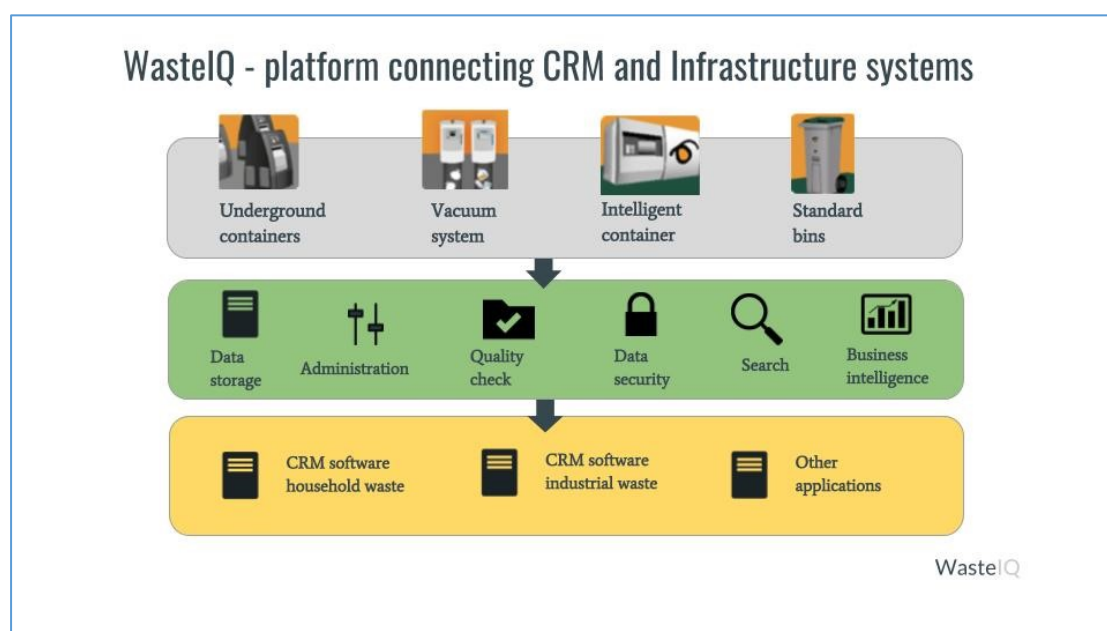 WasteIQ - platform connecting CRM and Infrastructure systems
Underground
containers
Vacuum
system
Intelligent
container
Standard
bins
Data
storage
Administration
Quality
check
Data
security
Search
Business
intelligence
CRM software
household waste
CRM software
industrial waste
Other
applications
WasteIQ